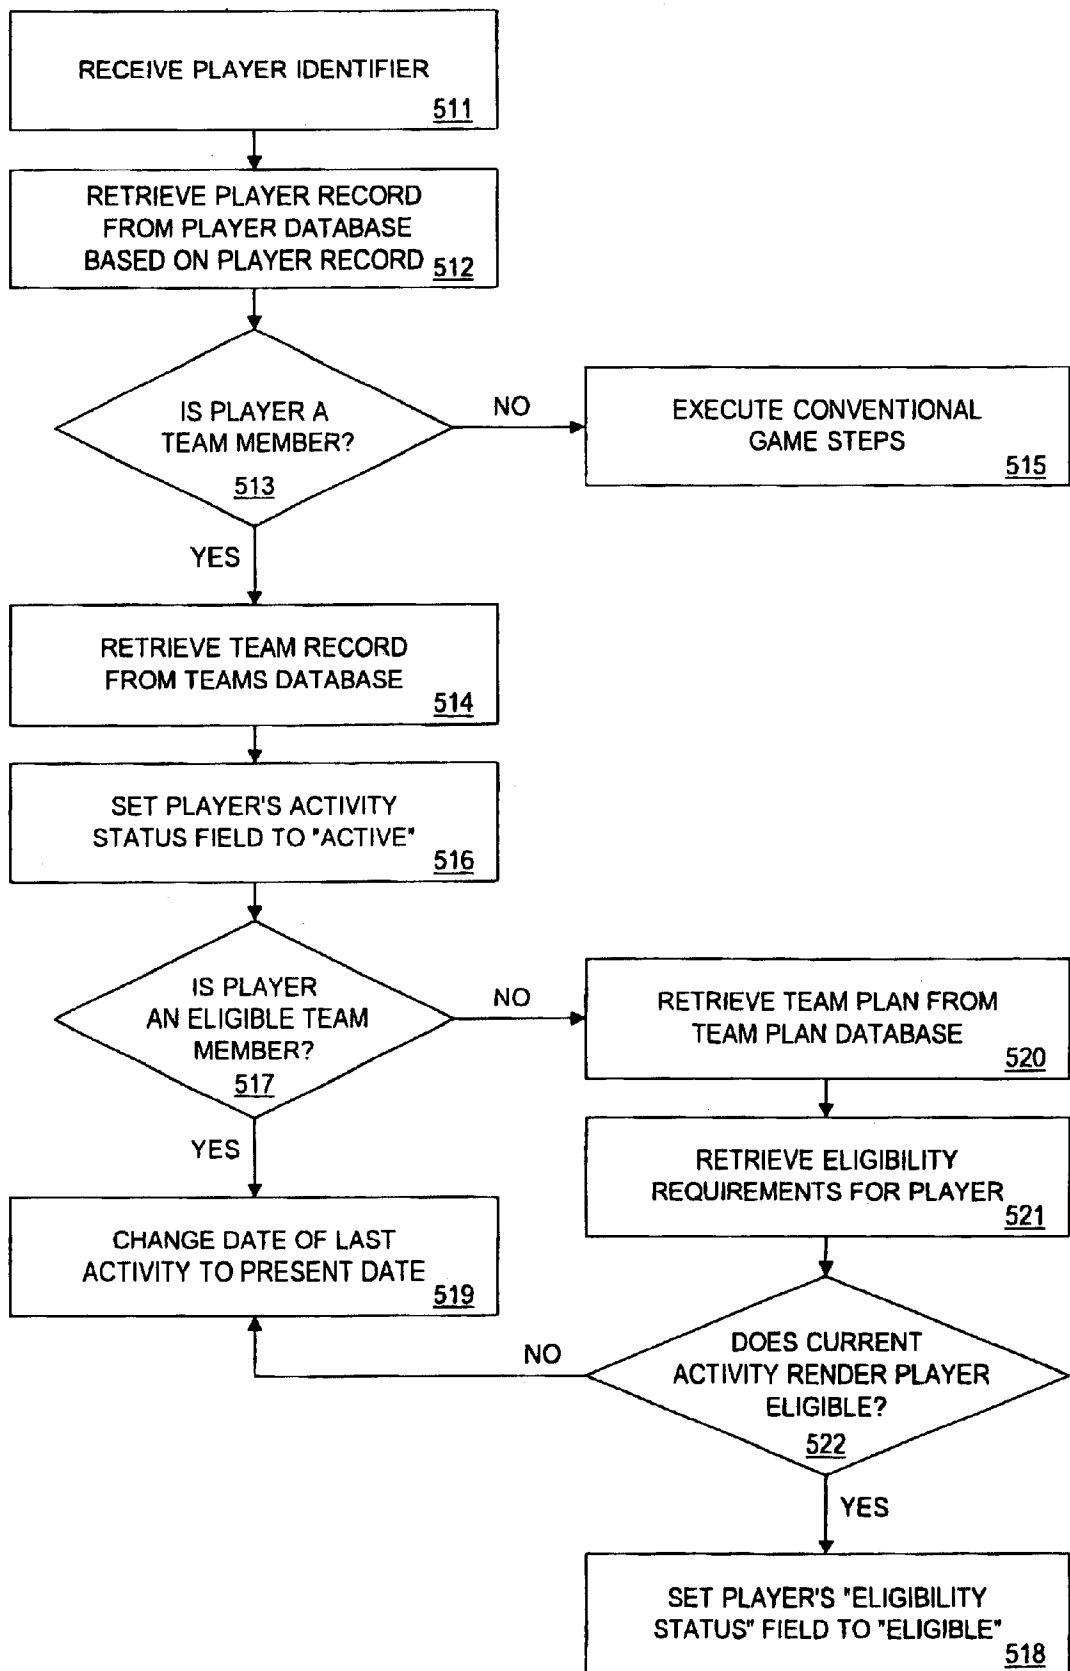 RECEIVE PLAYER IDENTIFIER
511
RETRIEVE PLAYER RECORD
FROM PLAYER DATABASE
BASED ON PLAYER RECORD
512
IS PLAYER A
TEAM MEMBER?
513
NO
EXECUTE CONVENTIONAL
GAME STEPS
515
YES
RETRIEVE TEAM RECORD
FROM TEAMS DATABASE
514
SET PLAYER'S ACTIVITY
STATUS FIELD TO "ACTIVE"
516
IS PLAYER
AN ELIGIBLE TEAM
MEMBER?
517
NO
RETRIEVE TEAM PLAN FROM
TEAM PLAN DATABASE
520
YES
RETRIEVE ELIGIBILITY
REQUIREMENTS FOR PLAYER
521
CHANGE DATE OF LAST
ACTIVITY TO PRESENT DATE
519
NO
DOES CURRENT
ACTIVITY RENDER PLAYER
ELIGIBLE?
522
YES
SET PLAYER'S "ELIGIBILITY
STATUS" FIELD TO "ELIGIBLE"
518